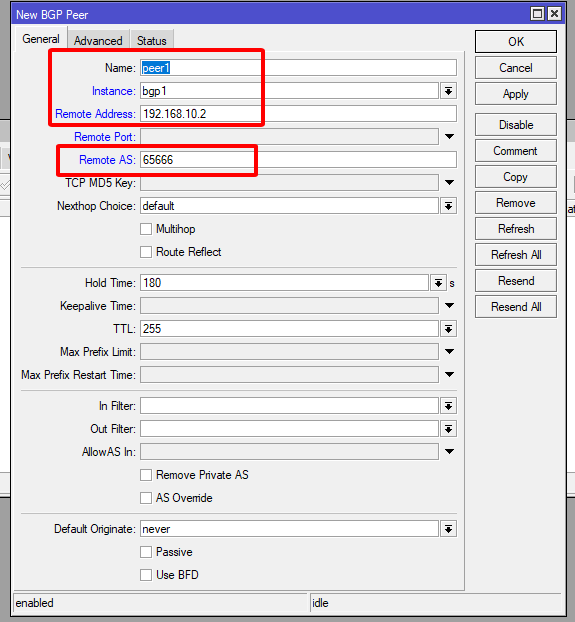 New BGP Peer
General Advanced Status
Name: peer1
Instance: bgp1
Remote Address: 192.168.10.2
Remote Port:
Remote AS: 65666
TCP MD5 Key:
Nexthop Choice: default
Multihop
Route Reflect
Hold Time: 180 s
Keepalive Time:
TTL: 255
Max Prefix Limit:
Max Prefix Restart Time:
In Filter:
Out Filter:
AllowAS In:
Remove Private AS
AS Override
Default Originate: never
Passive
Use BFD
OK
Cancel
Apply
Disable
Comment
Copy
Remove
Refresh
Refresh All
Resend
Resend All
enabled idle